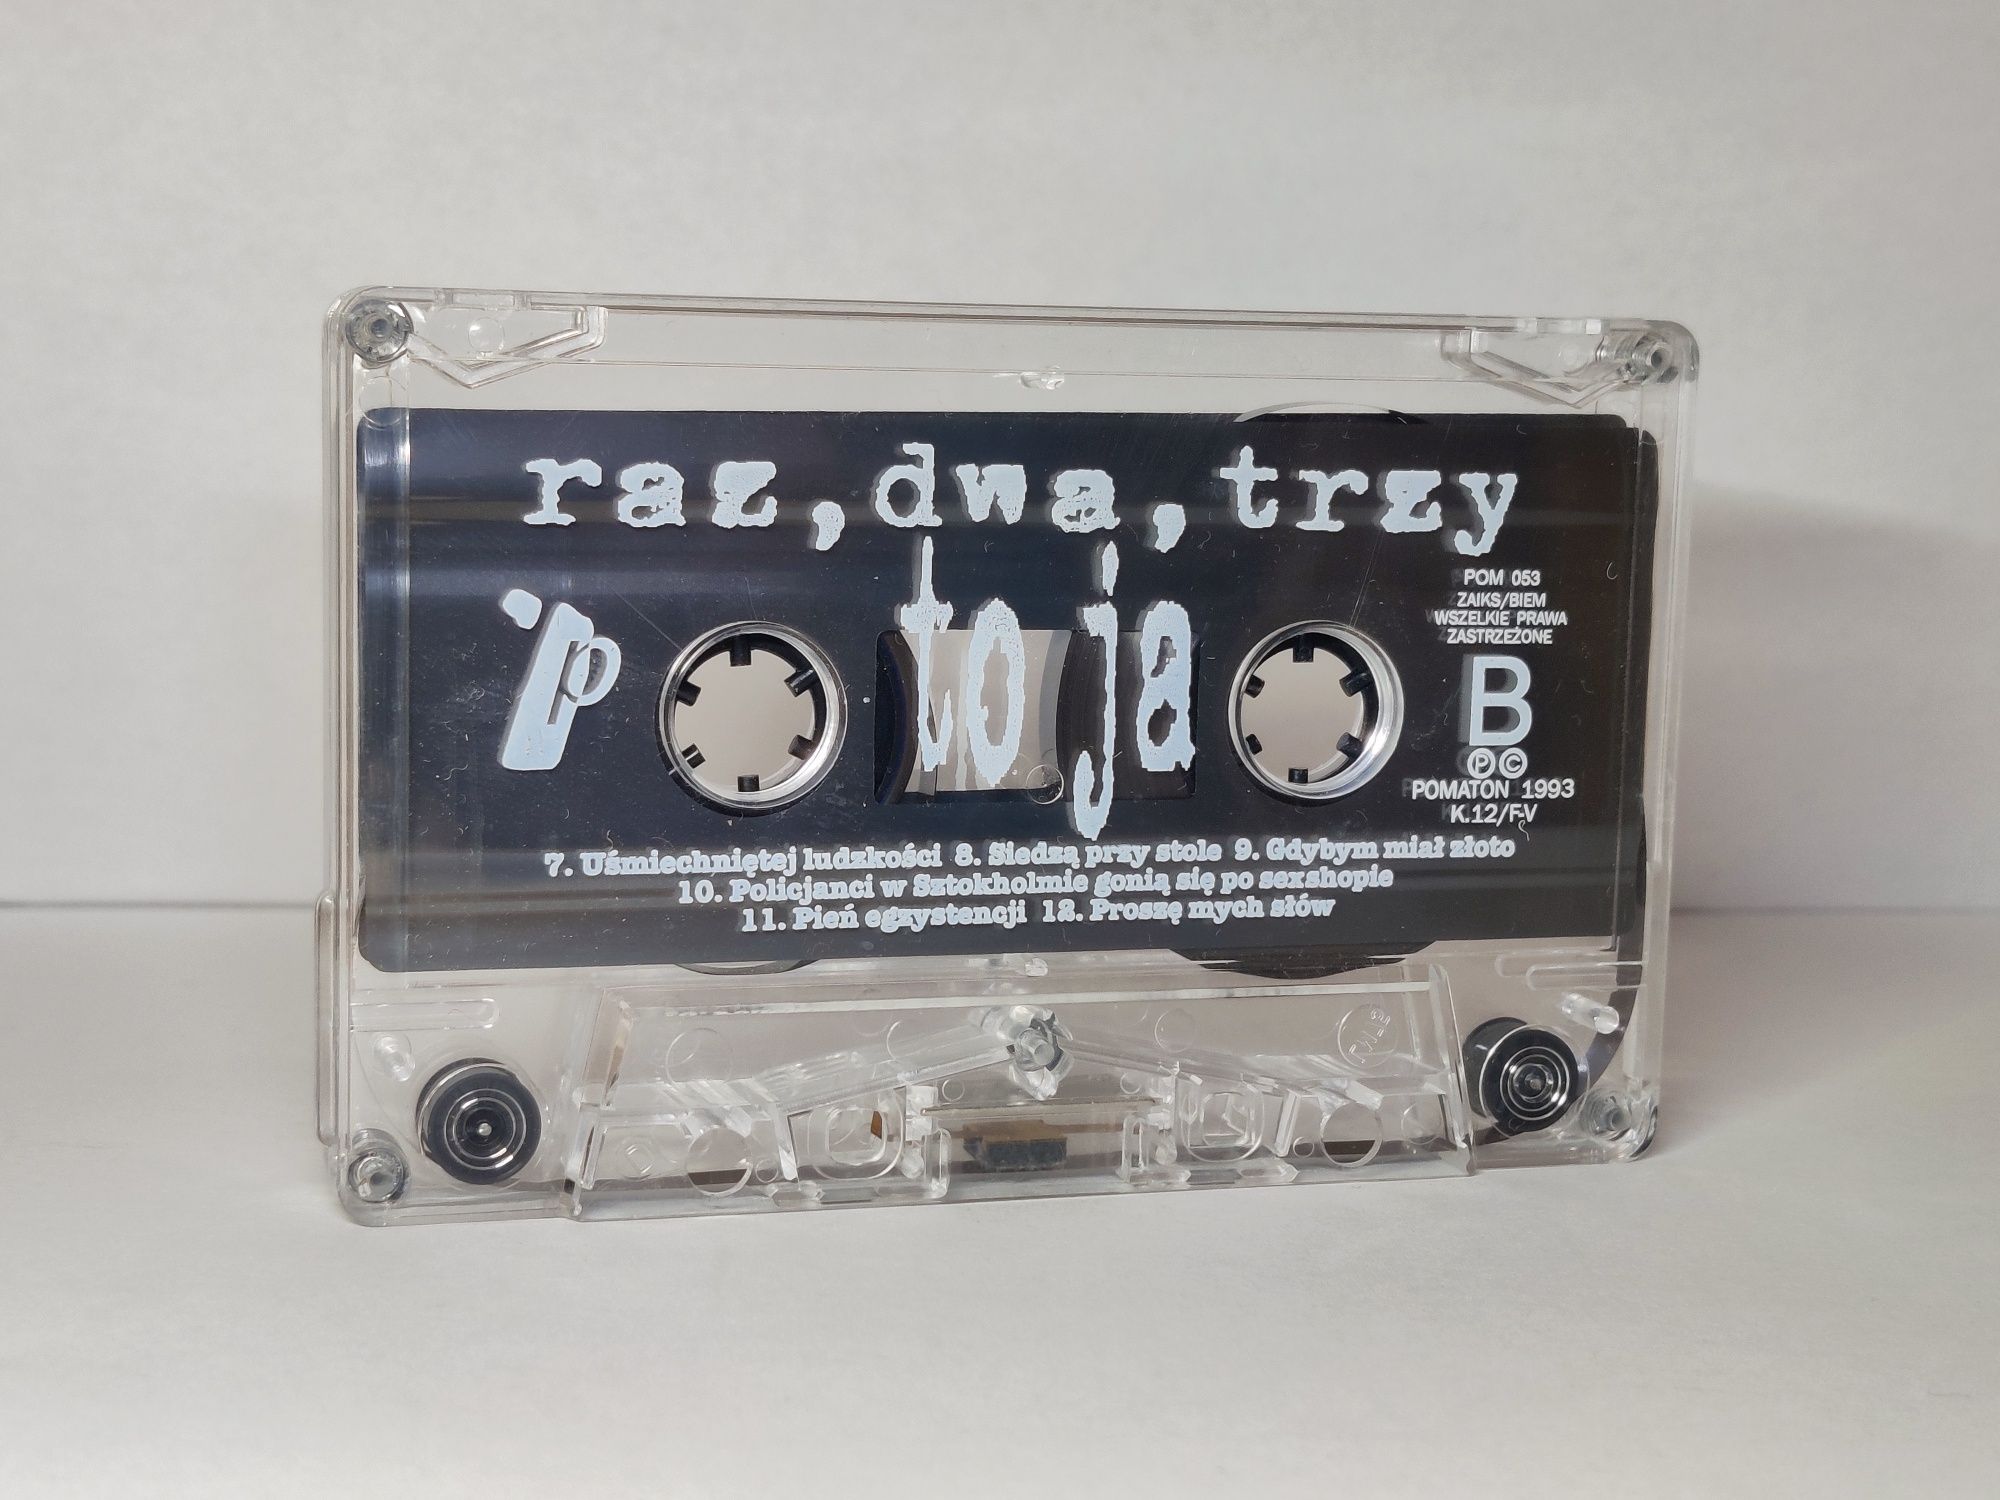 raz, dwa, trzy
to ja
'p
POM 053
ZAIKS/BIEM
WSZELKIE PRAWA
ZASTRZEŻONE
B
Ⓟ©
POMATON 1993
K.12/F-V
7. Uśmiechniętej ludzkości 8. Siedzą przy stole 9. Gdybym miał złoto
10. Policjanci w Sztokholmie gonią się po sexshopie
11. Pień egzystencji 12. Proszę mych słów